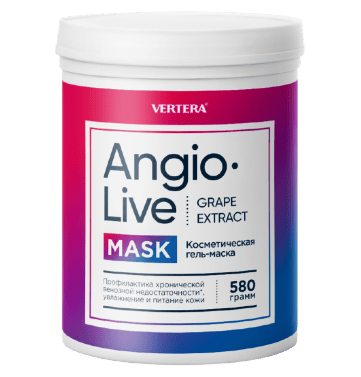 VERTERA®
Angio·
Live
GRAPE
EXTRACT
MASK
Косметическая
гель-маска
Профилактика хронической
венозной недостаточности*,
увлажнение и питание кожи
580
грамм